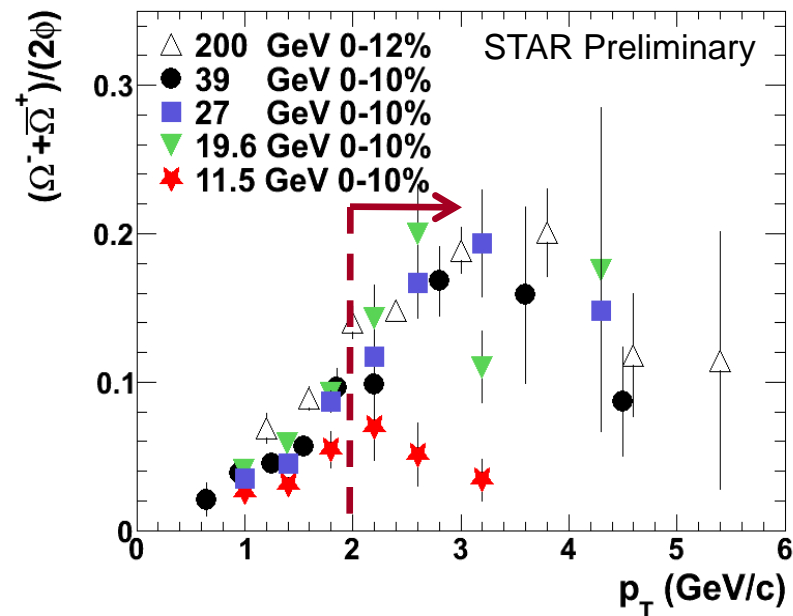 STAR Preliminary
200 GeV 0-12%
39 GeV 0-10%
27 GeV 0-10%
19.6 GeV 0-10%
11.5 GeV 0-10%
(Ω⁻+Ω̅⁺)/(2ϕ)
0.3
0.2
0.1
0
0 1 2 3 4 5 6
p_T (GeV/c)